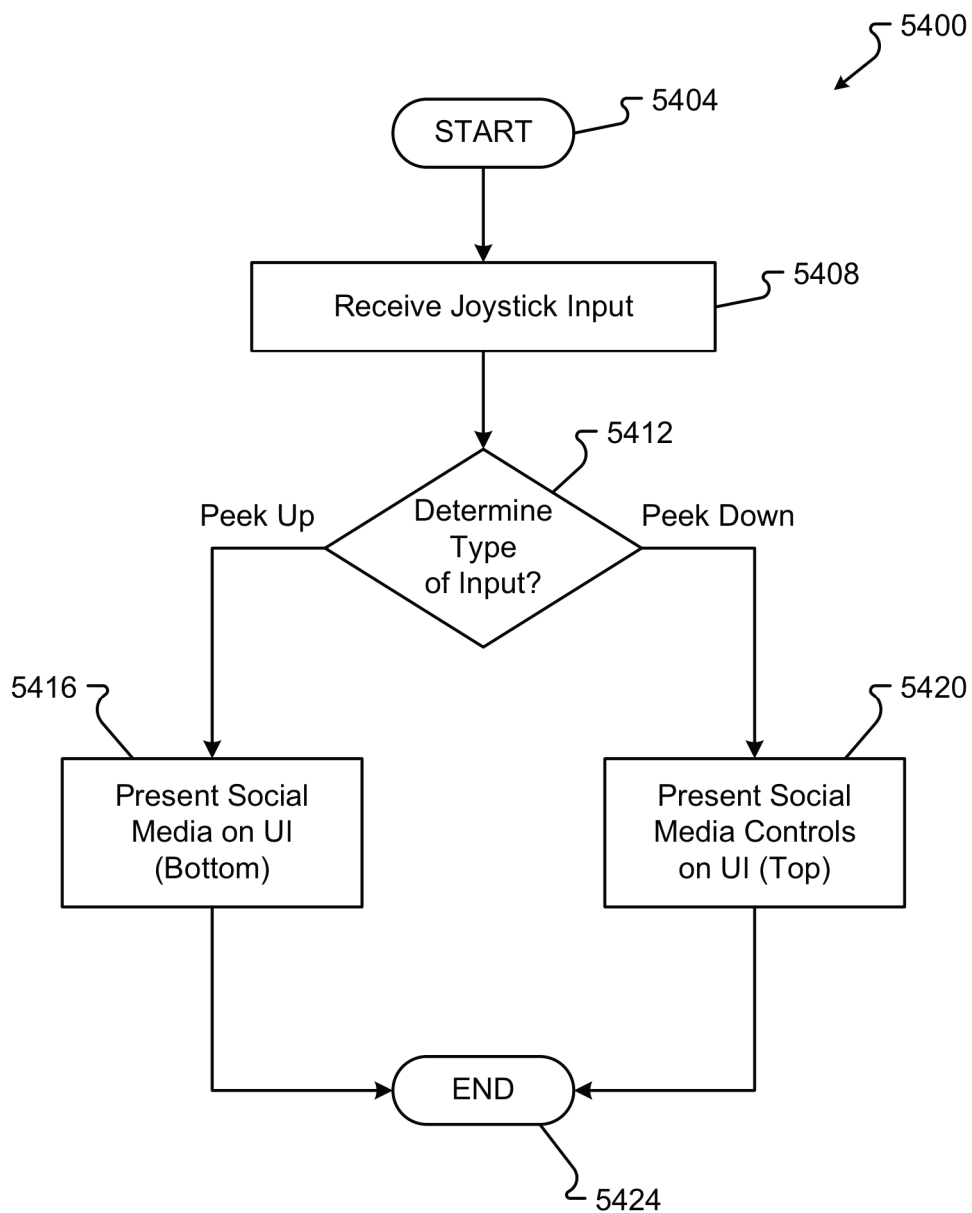 5400
START
5404
Receive Joystick Input
5408
5412
Peek Up
Determine
Type
of Input?
Peek Down
5416
5420
Present Social
Media on UI
(Bottom)
Present Social
Media Controls
on UI (Top)
END
5424